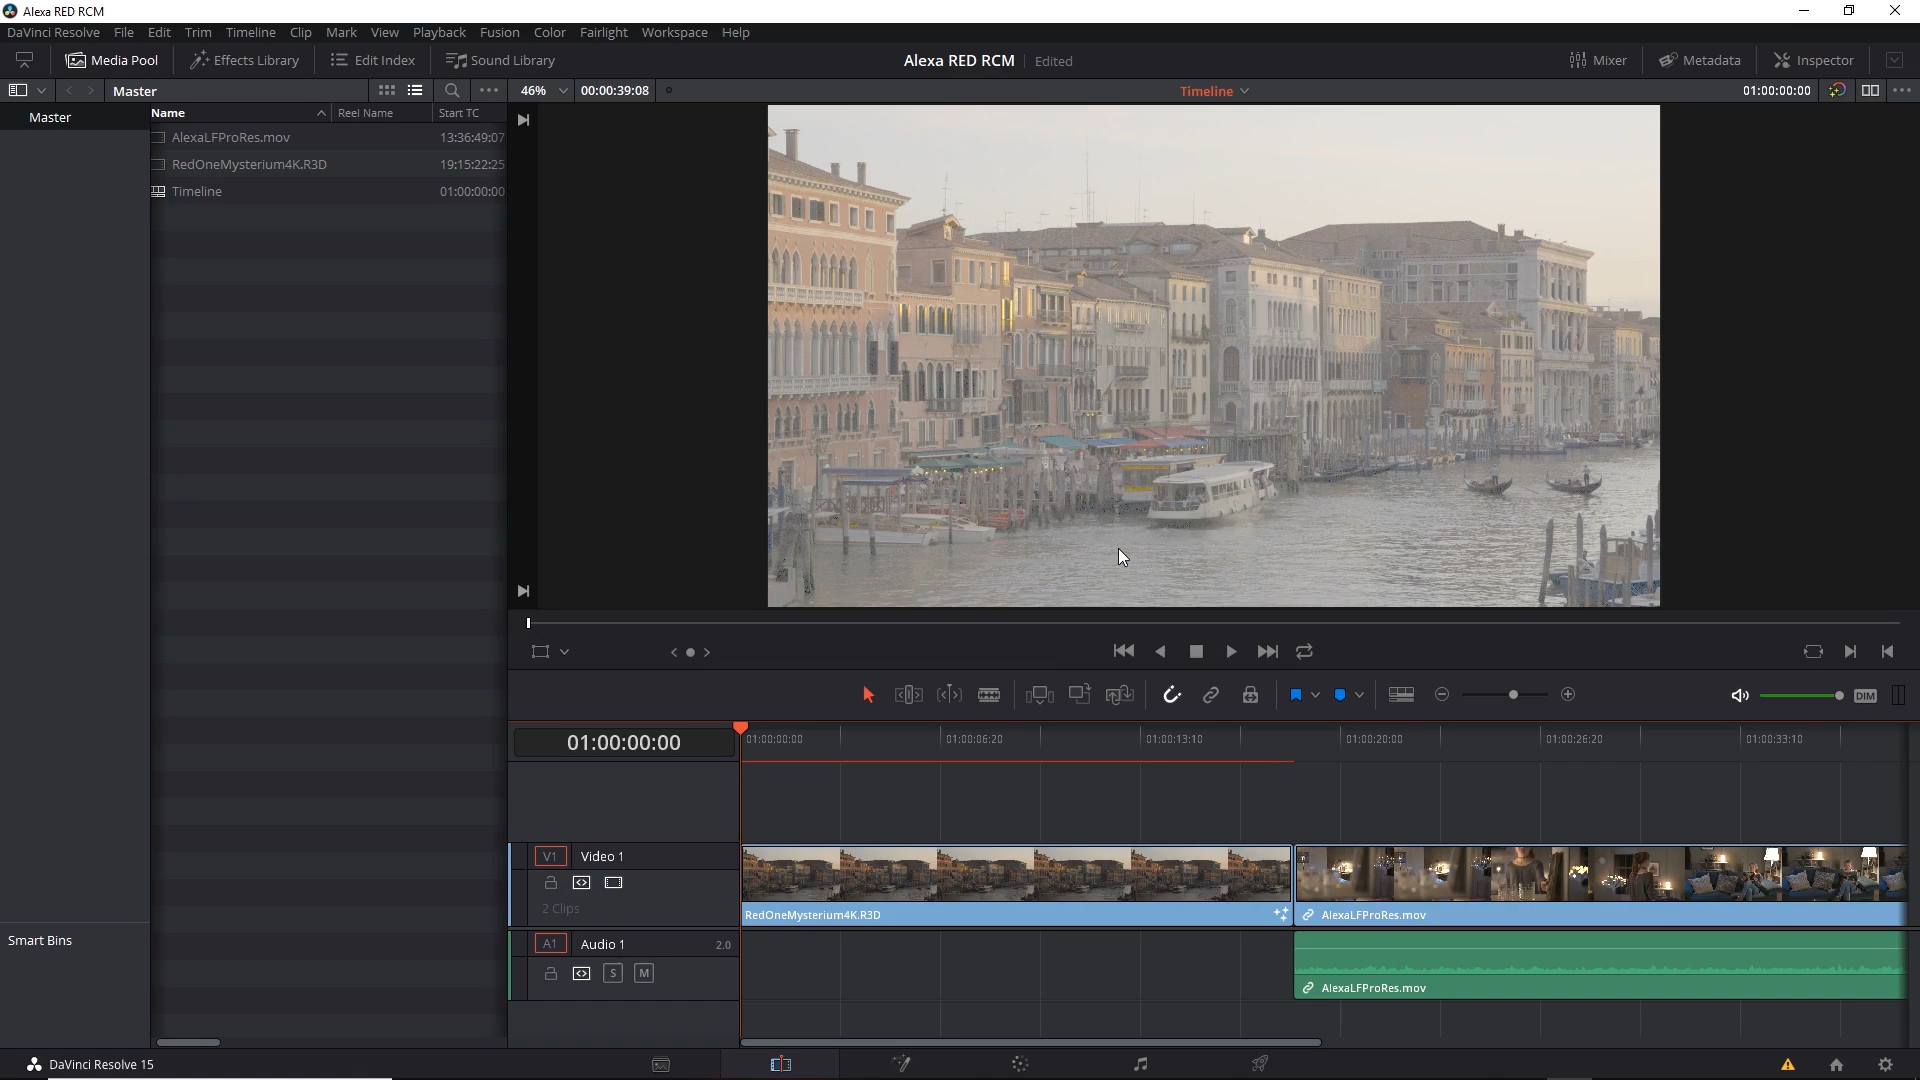 Alexa RED RCM
DaVinci Resolve File Edit Trim Timeline Clip Mark View Playback Fusion Color Fairlight Workspace Help
Media Pool Effects Library Edit Index Sound Library Alexa RED RCM Edited Mixer Metadata Inspector
Master 46% 00:00:39:08 Timeline 01:00:00:00
Master Name Reel Name Start TC
AlexaLFProRes.mov 13:36:49:07
RedOneMysterium4K.R3D 19:15:22:25
Timeline 01:00:00:00
DIM
01:00:00:00 01:00:00:00 01:00:06:20 01:00:13:10 01:00:20:00 01:00:26:20 01:00:33:10
V1 Video 1
2 Clips
RedOneMysterium4K.R3D AlexaLFProRes.mov
Smart Bins
A1 Audio 1 2.0
S M
AlexaLFProRes.mov
DaVinci Resolve 15